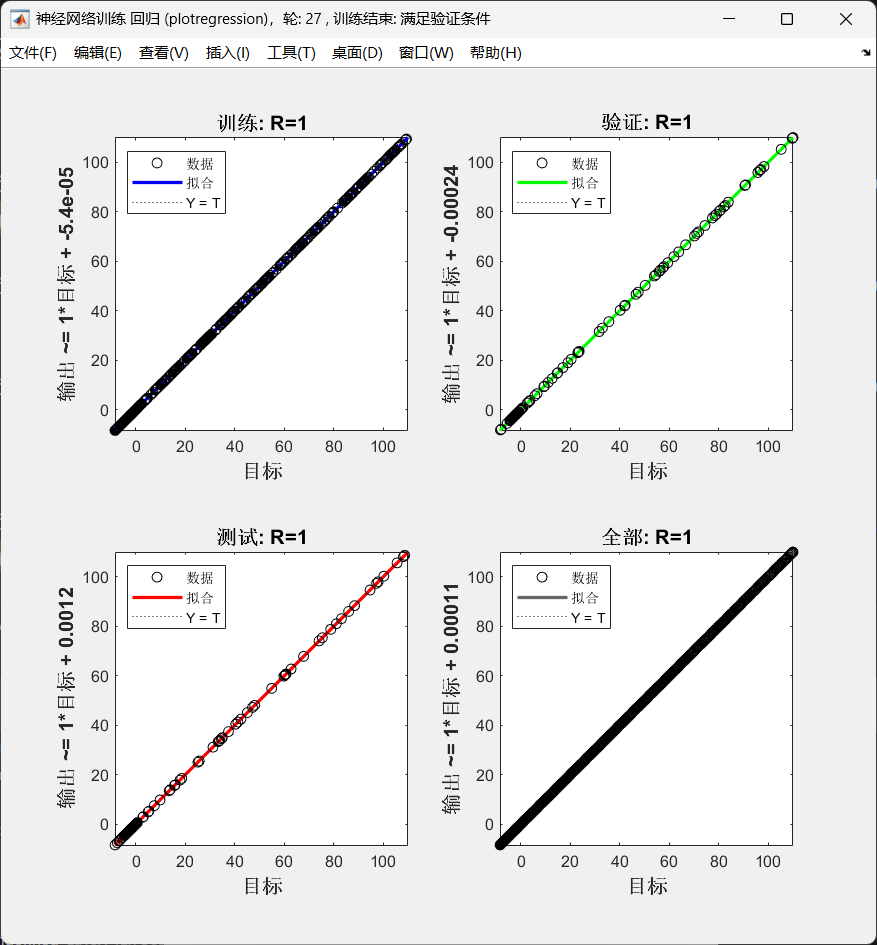 神经网络训练 回归 (plotregression)，轮: 27 , 训练结束: 满足验证条件
文件(F) 编辑(E) 查看(V) 插入(I) 工具(T) 桌面(D) 窗口(W) 帮助(H)
训练: R=1
输出 ~= 1*目标 + -5.4e-05
100
80
60
40
20
0
数据
拟合
Y = T
0 20 40 60 80 100
目标
验证: R=1
输出 ~= 1*目标 + -0.00024
100
80
60
40
20
0
数据
拟合
Y = T
0 20 40 60 80 100
目标
测试: R=1
输出 ~= 1*目标 + 0.0012
100
80
60
40
20
0
数据
拟合
Y = T
0 20 40 60 80 100
目标
全部: R=1
输出 ~= 1*目标 + 0.00011
100
80
60
40
20
0
数据
拟合
Y = T
0 20 40 60 80 100
目标